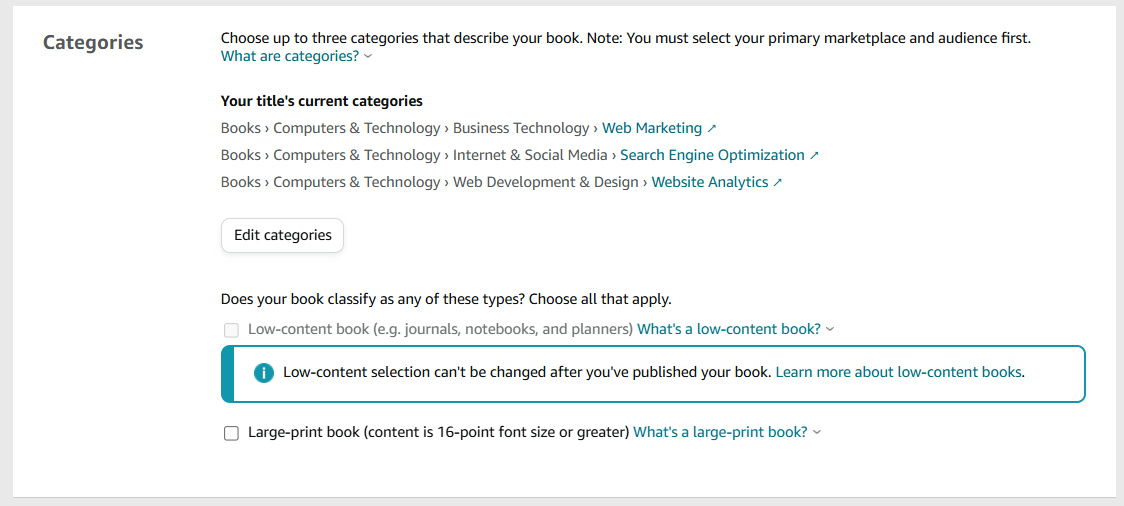 Categories
Choose up to three categories that describe your book. Note: You must select your primary marketplace and audience first.
What are categories?
Your title's current categories
Books › Computers & Technology › Business Technology › Web Marketing ↗
Books › Computers & Technology › Internet & Social Media › Search Engine Optimization ↗
Books › Computers & Technology › Web Development & Design › Website Analytics ↗
Edit categories
Does your book classify as any of these types? Choose all that apply.
Low-content book (e.g. journals, notebooks, and planners) What's a low-content book?
Low-content selection can't be changed after you've published your book. Learn more about low-content books.
Large-print book (content is 16-point font size or greater) What's a large-print book?